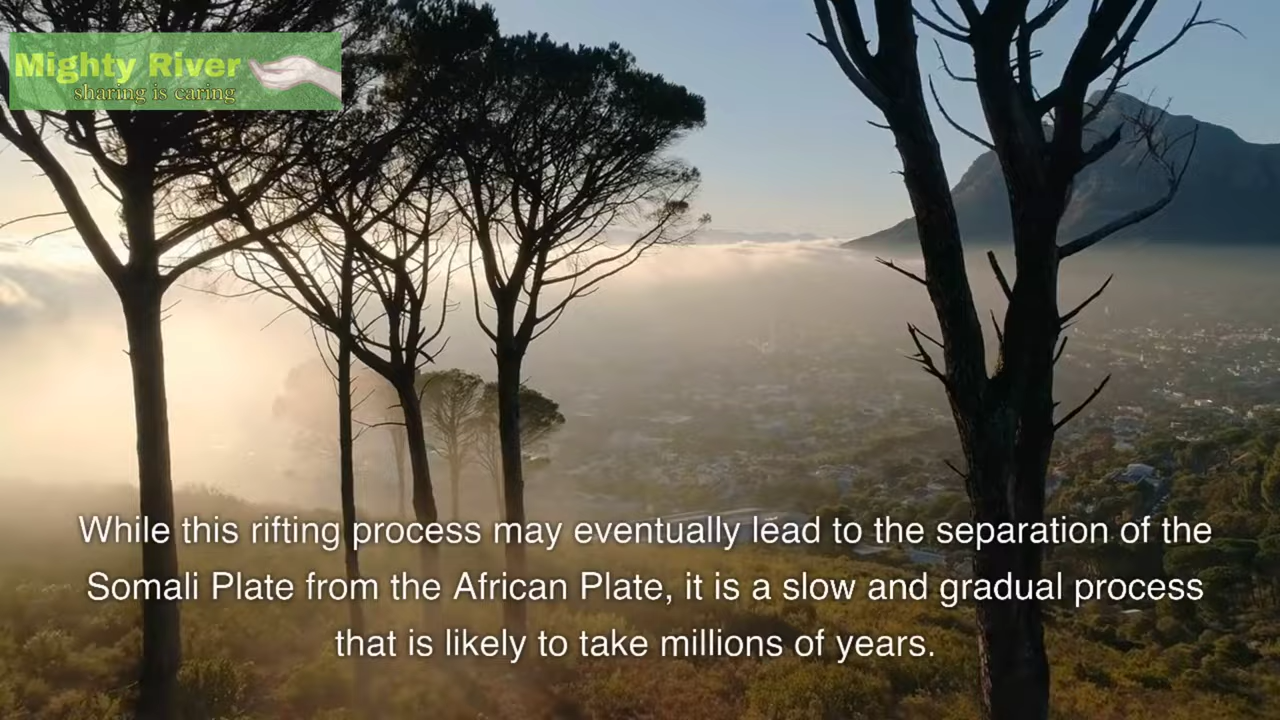 Mighty River
sharing is caring
While this rifting process may eventually lead to the separation of the
Somali Plate from the African Plate, it is a slow and gradual process
that is likely to take millions of years.